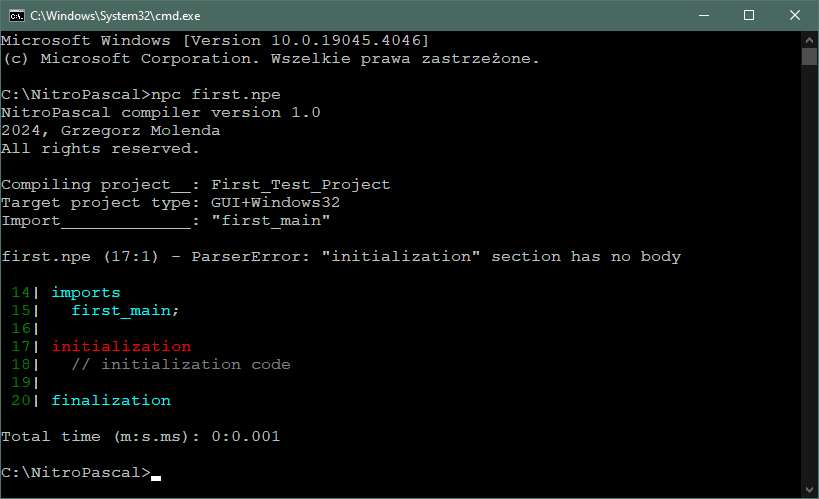 C:\Windows\System32\cmd.exe
Microsoft Windows [Version 10.0.19045.4046]
(c) Microsoft Corporation. Wszelkie prawa zastrzeżone.
C:\NitroPascal>npc first.npe
NitroPascal compiler version 1.0
2024, Grzegorz Molenda
All rights reserved.
Compiling project__: First_Test_Project
Target project type: GUI+Windows32
Import_____________: "first_main"
first.npe (17:1) - ParserError: "initialization" section has no body
14| imports
15|   first_main;
16|
17| initialization
18|   // initialization code
19|
20| finalization
Total time (m:s.ms): 0:0.001
C:\NitroPascal>